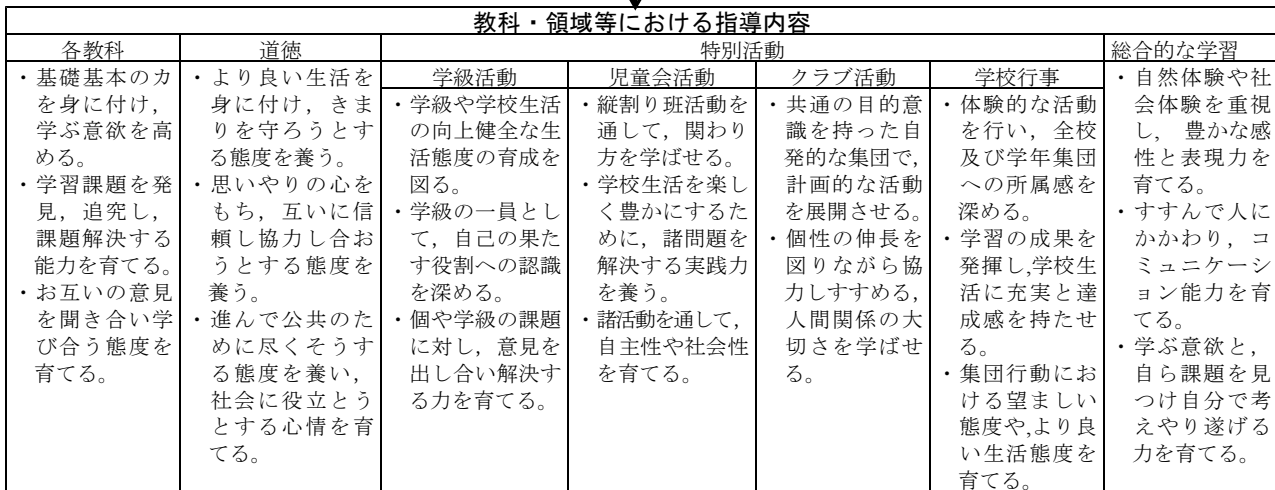 教科・領域等における指導内容
各教科
道徳
特別活動
総合的な学習
・基礎基本の力
を身に付け,
学ぶ意欲を高
める。
・学習課題を発
見, 追究し,
課題解決する
能力を育てる。
・お互いの意見
を聞き合い学
び合う態度を
育てる。
・より良い生活を
身に付け, きま
りを守ろうとす
る態度を養う。
・思いやりの心を
もち, 互いに信
頼し協力し合お
うとする態度を
養う。
・進んで公共のた
めに尽くそうす
る態度を養い,
社会に役立とう
とする心情を育
てる。
学級活動
・学級や学校生活
の向上健全な生
活態度の育成を
図る。
・学級の一員とし
て, 自己の果た
す役割への認識
を深める。
・個や学級の課題
に対し, 意見を
出し合い解決す
る力を育てる。
児童会活動
・縦割り班活動を
通して, 関わり
方を学ばせる。
・学校生活を楽し
く豊かにするた
めに, 諸問題を
解決する実践力
を養う。
・諸活動を通して,
自主性や社会性
を育てる。
クラブ活動
・共通の目的意
識を持った自
発的な集団で,
計画的な活動
を展開させる。
・個性の伸長を
図りながら協
力しすすめる,
人間関係の大
切さを学ばせ
る。
学校行事
・体験的な活動
を行い, 全校
及び学年集団
への所属感を
深める。
・学習の成果を
発揮し,学校生
活に充実と達
成感を持たせ
る。
・集団行動にお
ける望ましい
態度や,より良
い生活態度を
育てる。
・自然体験や社
会体験を重視
し, 豊かな感
性と表現力を
育てる。
・すすんで人に
かかわり, コ
ミュニケーシ
ョン能力を育
てる。
・学ぶ意欲と,
自ら課題を見
つけ自分で考
えやり遂げる
力を育てる。